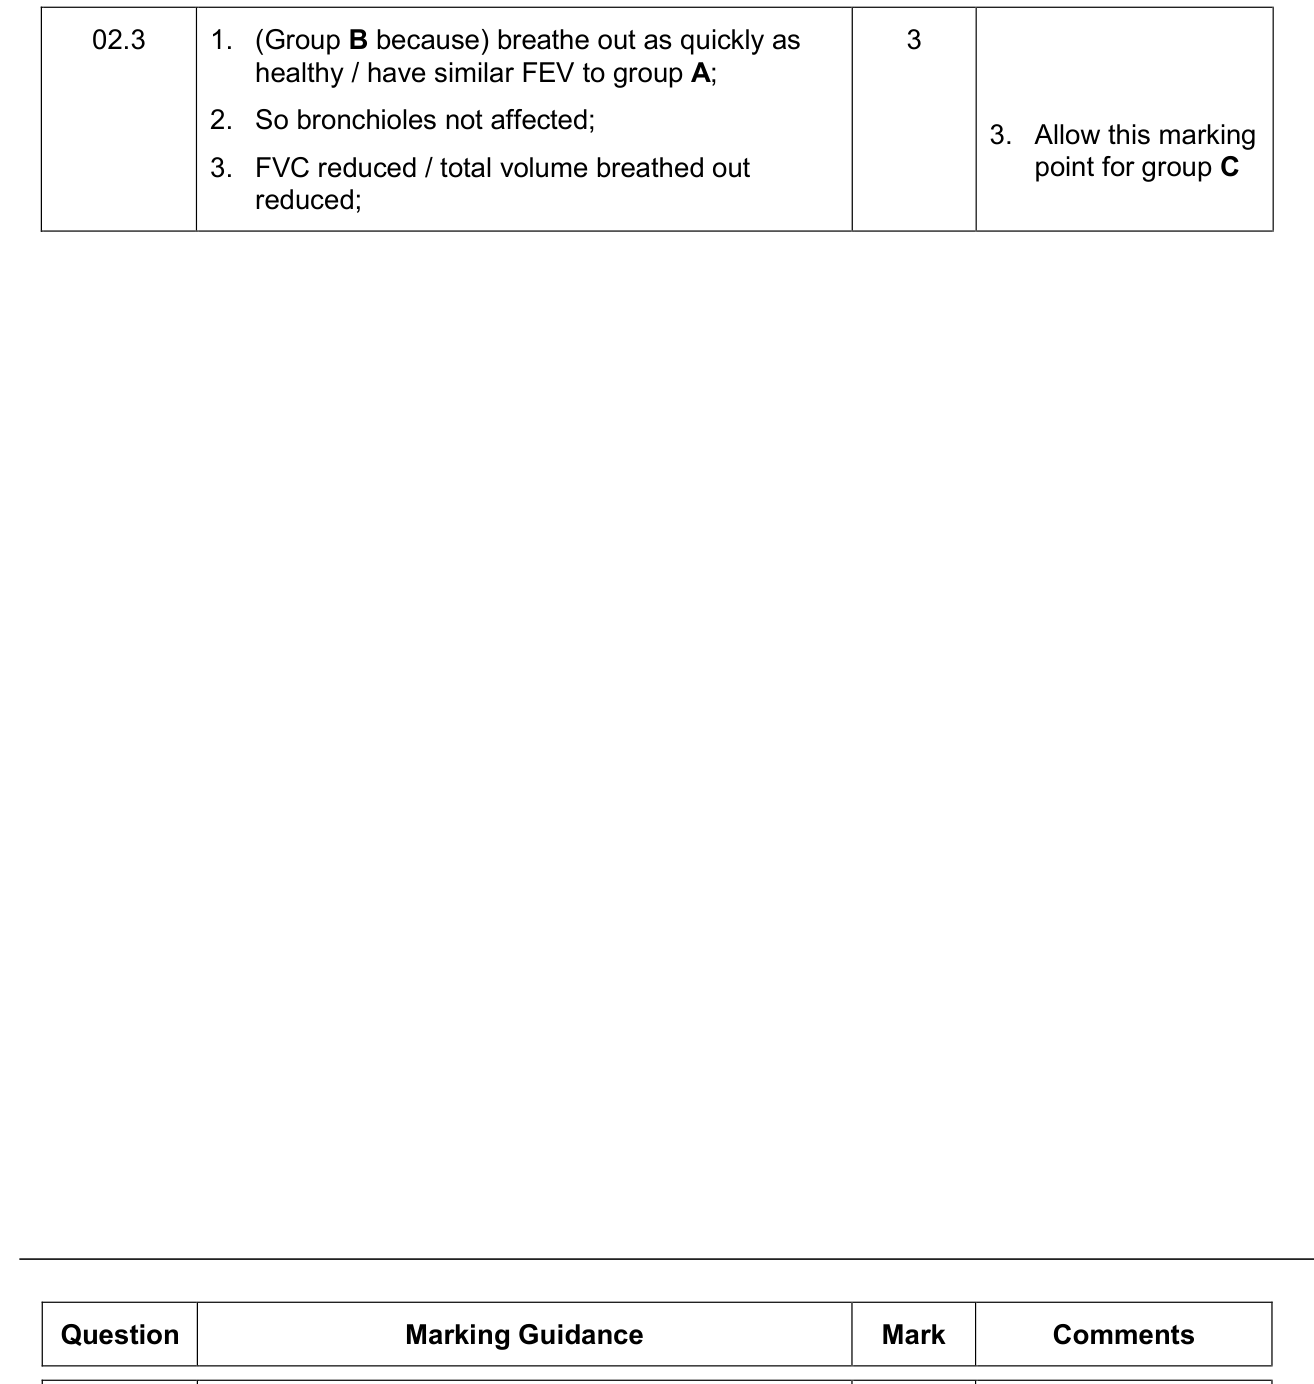 02.3
1. (Group B because) breathe out as quickly as
healthy / have similar FEV to group A;
2. So bronchioles not affected;
3. FVC reduced / total volume breathed out
reduced;
3
3. Allow this marking
point for group C
Question Marking Guidance Mark Comments